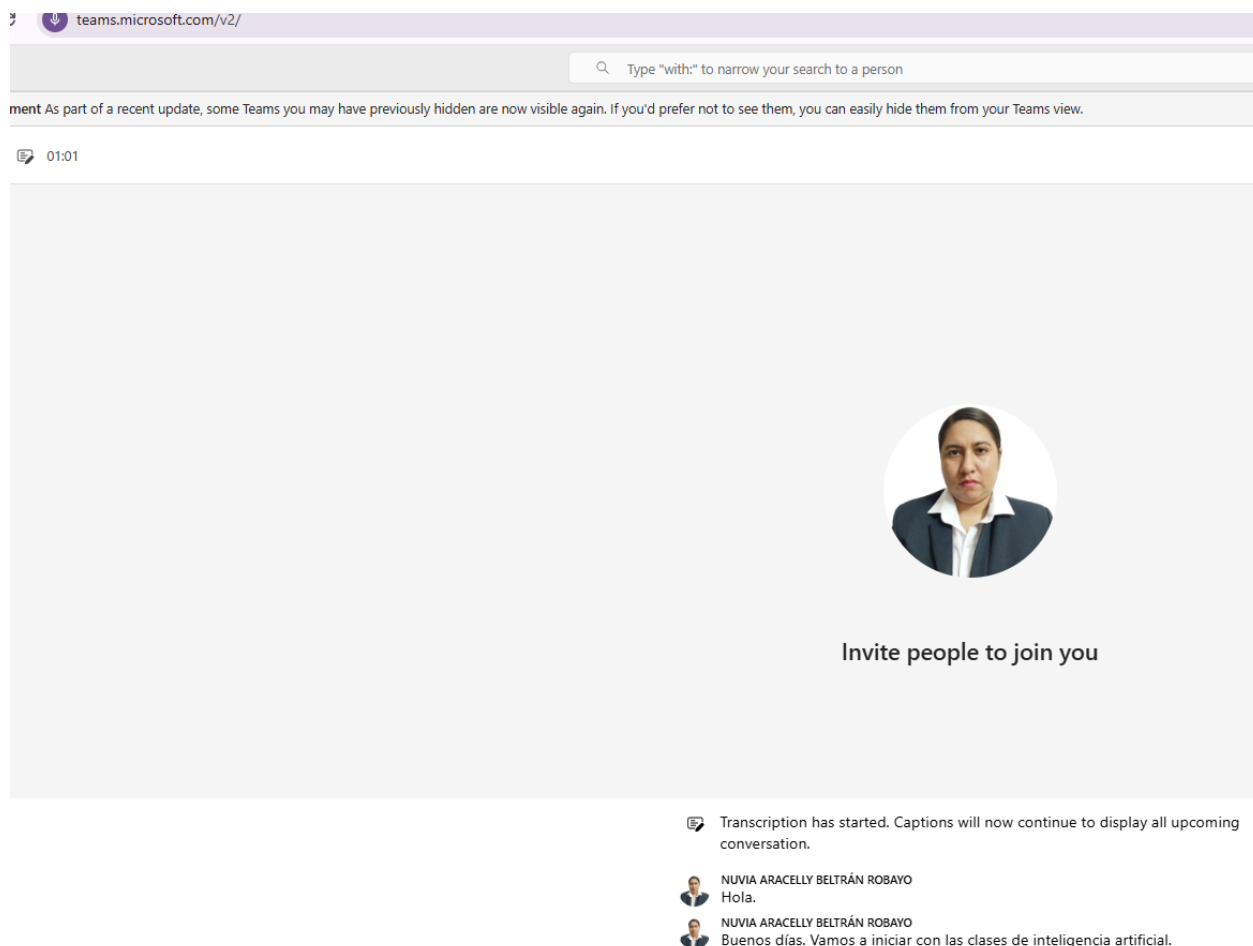 teams.microsoft.com/v2/
Type "with:" to narrow your search to a person
ment As part of a recent update, some Teams you may have previously hidden are now visible again. If you'd prefer not to see them, you can easily hide them from your Teams view.
01:01
Invite people to join you
Transcription has started. Captions will now continue to display all upcoming
conversation.
NUVIA ARACELLY BELTRÁN ROBAYO
Hola.
NUVIA ARACELLY BELTRÁN ROBAYO
Buenos días. Vamos a iniciar con las clases de inteligencia artificial.